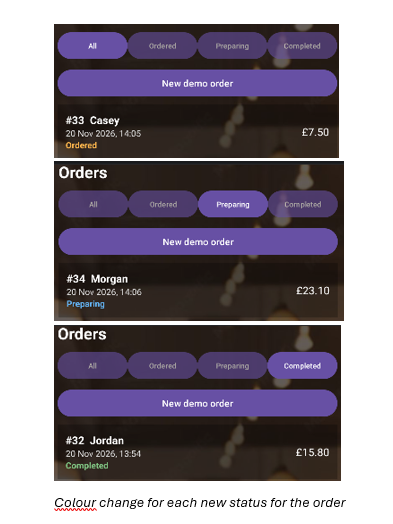 All Ordered Preparing Completed
New demo order
#33 Casey
20 Nov 2026, 14:05 £7.50
Ordered
Orders
All Ordered Preparing Completed
New demo order
#34 Morgan
20 Nov 2026, 14:06 £23.10
Preparing
Orders
All Ordered Preparing Completed
New demo order
#32 Jordan
20 Nov 2026, 13:54 £15.80
Completed
Colour change for each new status for the order